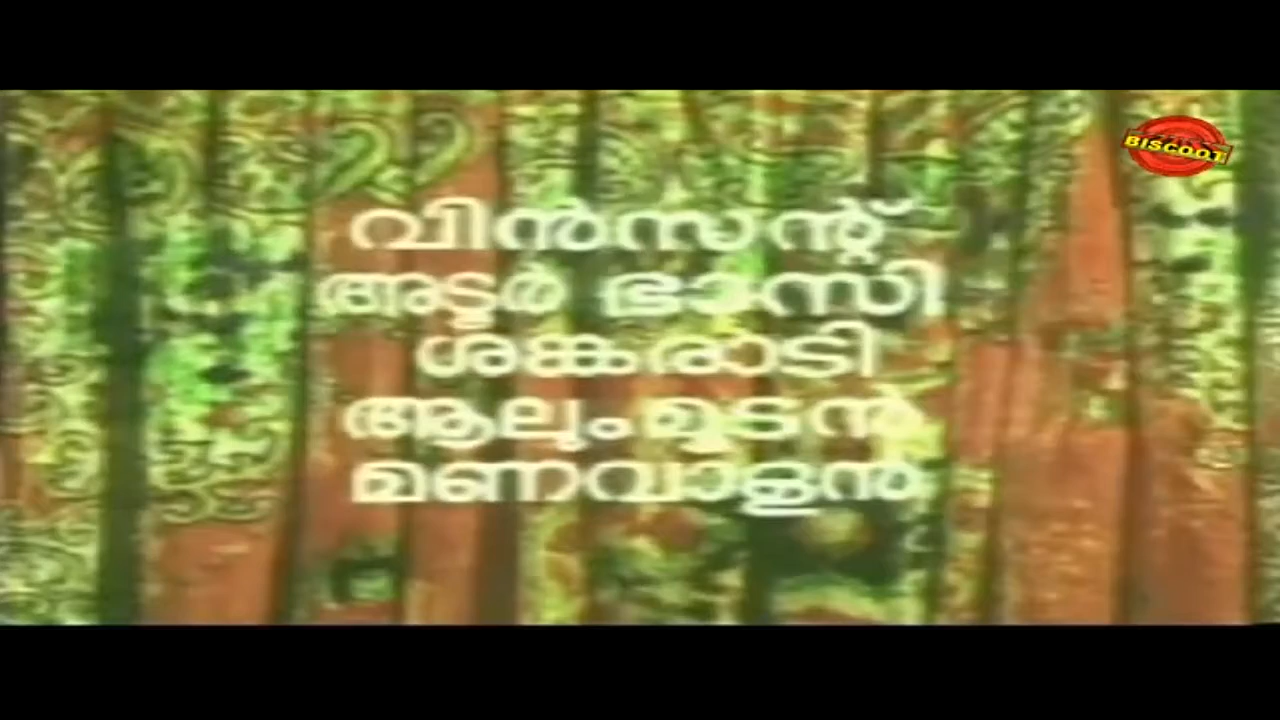 BISCOOT
വിൻസന്റ്
അടൂർ ഭാസി
ശങ്കരാടി
ആലുംമൂടൻ
മണവാളൻ